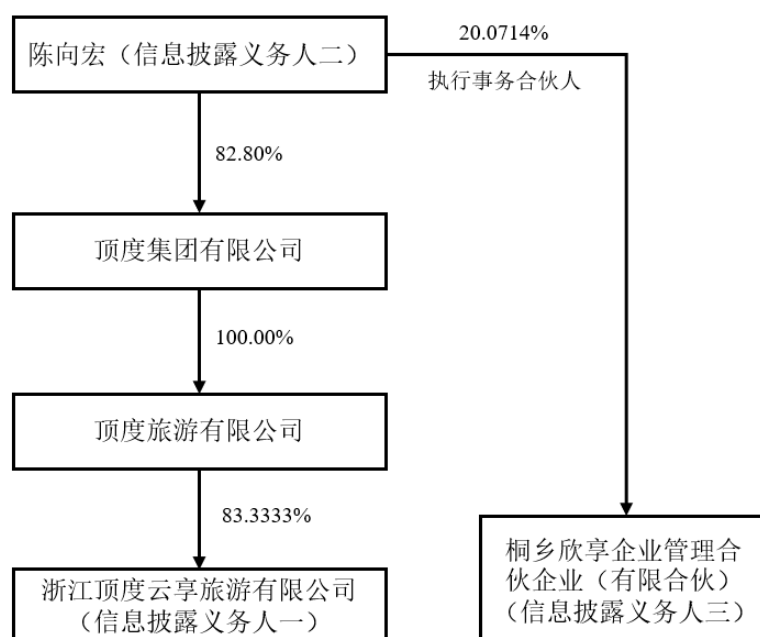 陈向宏（信息披露义务人二）
20.0714%
执行事务合伙人
82.80%
顶度集团有限公司
100.00%
顶度旅游有限公司
83.3333%
浙江顶度云享旅游有限公司
（信息披露义务人一）
桐乡欣享企业管理合
伙企业（有限合伙）
（信息披露义务人三）